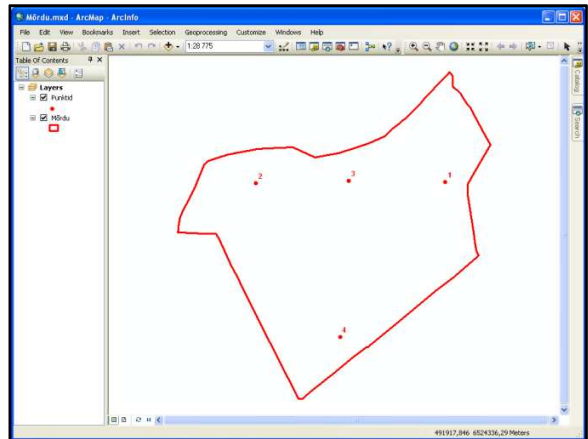 Mõrdu.mxd - ArcMap - ArcInfo
File Edit View Bookmarks Insert Selection Geoprocessing Customize Windows Help
1:28 775
Table Of Contents
Layers
Punktid
Mõrdu
1
2
3
4
Catalog
Search
491917,846 6524336,29 Meters